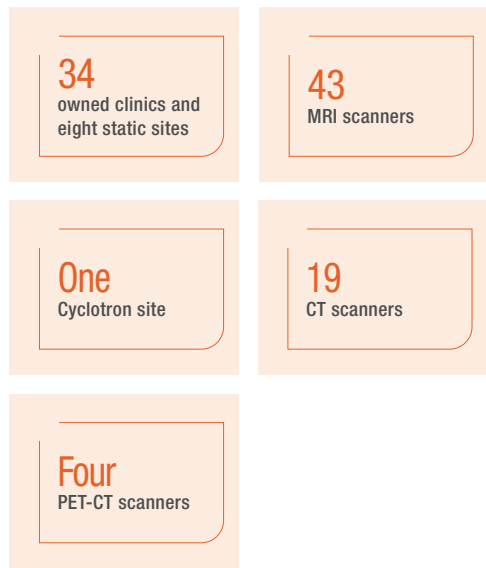 34
owned clinics and
eight static sites
43
MRI scanners
One
Cyclotron site
19
CT scanners
Four
PET-CT scanners